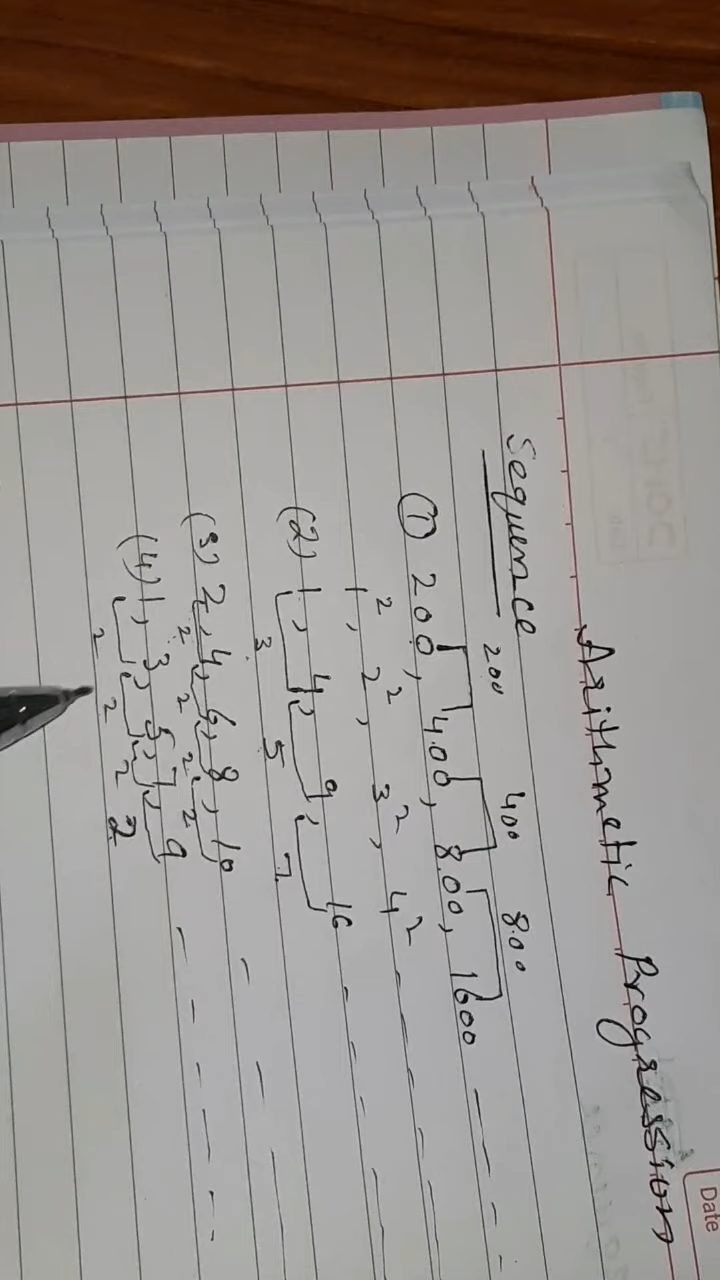 Date
Arithmetic Progression
Sequence
200 400 800
① 200, 400, 800, 1600 - - - -
1², 2², 3², 4² - - - -
(2) 1, 4, 9, 16 - - - -
3 5 7
(3) 2, 4, 6, 8, 10 - - -
2 2 2 2
(4) 1, 3, 5, 7, 9 - - - - -
2 2 2 2